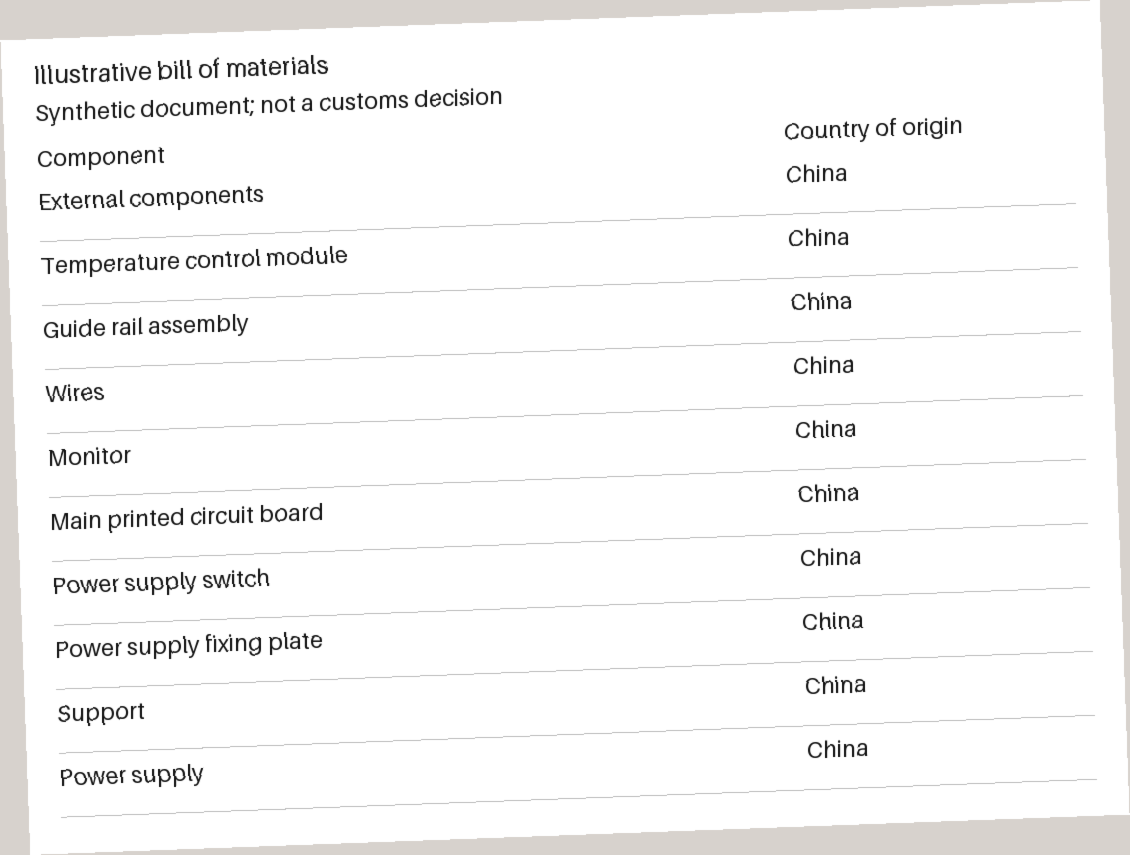 Illustrative bill of materials
Synthetic document; not a customs decision
Component Country of origin
External components China
Temperature control module China
Guide rail assembly China
Wires China
Monitor China
Main printed circuit board China
Power supply switch China
Power supply fixing plate China
Support China
Power supply China